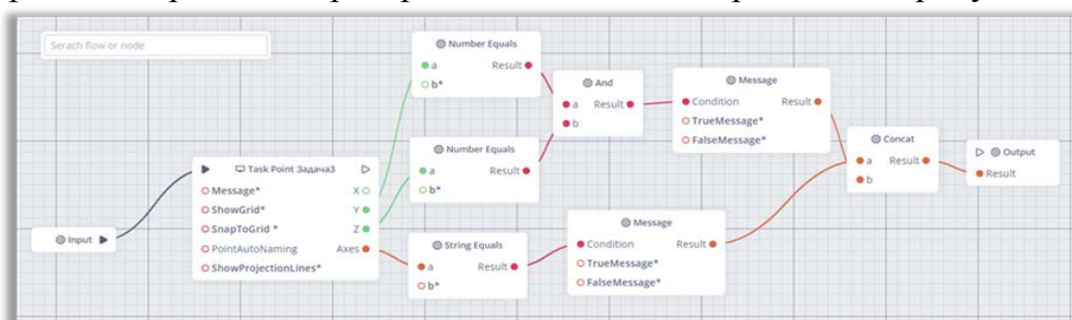 Serach flow or node
Number Equals
a Result
b*
And
a Result
b
Message
Condition Result
TrueMessage*
FalseMessage*
Number Equals
a Result
b*
Concat
a Result
b
Output
Result
Task Point Задача3
Message* X
ShowGrid* Y
SnapToGrid * Z
PointAutoNaming Axes
ShowProjectionLines*
Input
String Equals
a Result
b*
Message
Condition Result
TrueMessage*
FalseMessage*